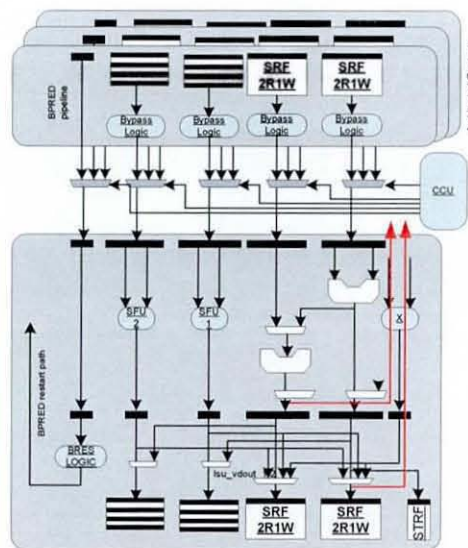 BPRED
pipeline
SRF
2R1W
SRF
2R1W
Bypass
Logic
Bypass
Logic
Bypass
Logic
Bypass
Logic
CCU
SFU
2
SFU
1
X
BPRED restart path
BRES
LOGIC
lsu_vdout
SRF
2R1W
SRF
2R1W
STRF